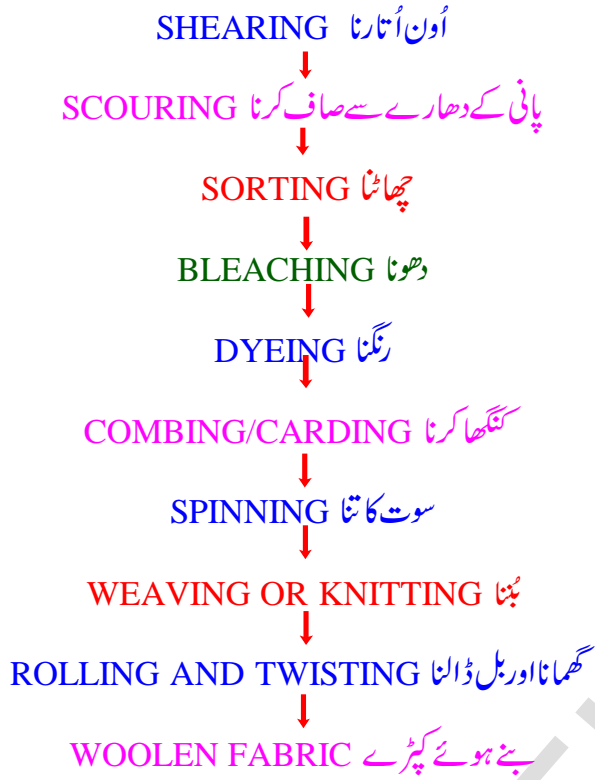 SHEARING اُون اُتارنا
SCOURING پانی کے دھارے سے صاف کرنا
SORTING چھاٹنا
BLEACHING دھونا
DYEING رنگنا
COMBING/CARDING کنگھا کرنا
SPINNING سوت کاتنا
WEAVING OR KNITTING بُننا
ROLLING AND TWISTING گھمانا اور بل ڈالنا
WOOLEN FABRIC بنے ہوئے کپڑے